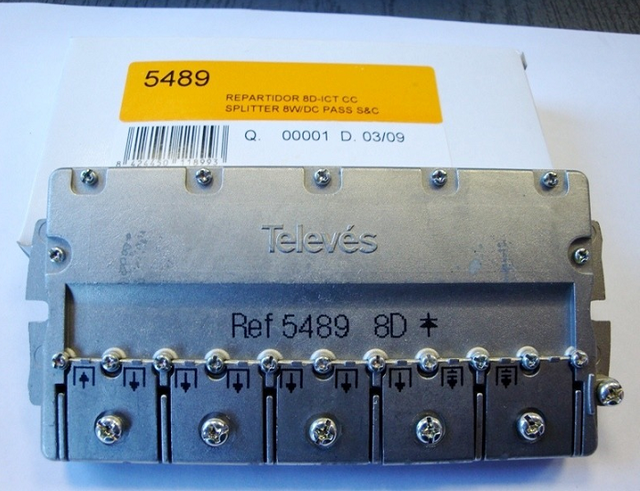 5489
REPARTIDOR 8D-ICT CC
SPLITTER 8W/DC PASS S&C
Q. 00001 D. 03/09
Televés
Ref 5489 8D